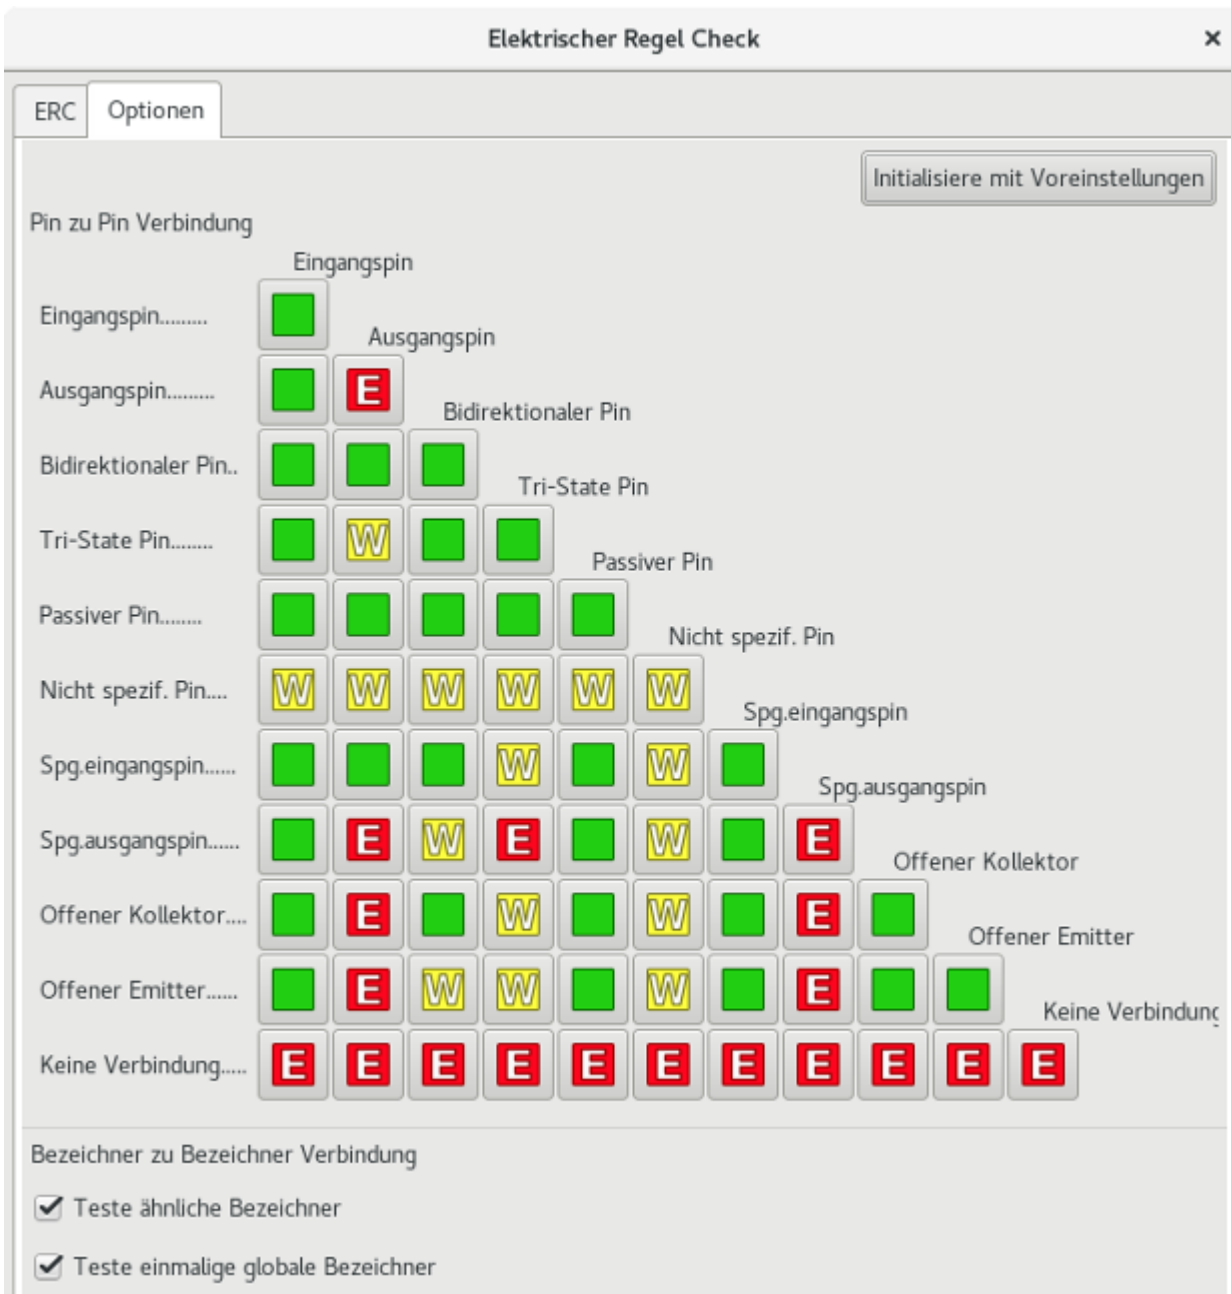 Elektrischer Regel Check ×
ERC Optionen
Initialisiere mit Voreinstellungen
Pin zu Pin Verbindung
Eingangspin
Eingangspin.........
Ausgangspin
Ausgangspin......... E
Bidirektionaler Pin
Bidirektionaler Pin..
Tri-State Pin
Tri-State Pin........ W
Passiver Pin
Passiver Pin........
Nicht spezif. Pin
Nicht spezif. Pin.... W W W W W W
Spg.eingangspin
Spg.eingangspin...... W W
Spg.ausgangspin
Spg.ausgangspin...... E W E W E
Offener Kollektor
Offener Kollektor.... E W W E
Offener Emitter
Offener Emitter...... E W W W E
Keine Verbindung
Keine Verbindung..... E E E E E E E E E E E
Bezeichner zu Bezeichner Verbindung
Teste ähnliche Bezeichner
Teste einmalige globale Bezeichner